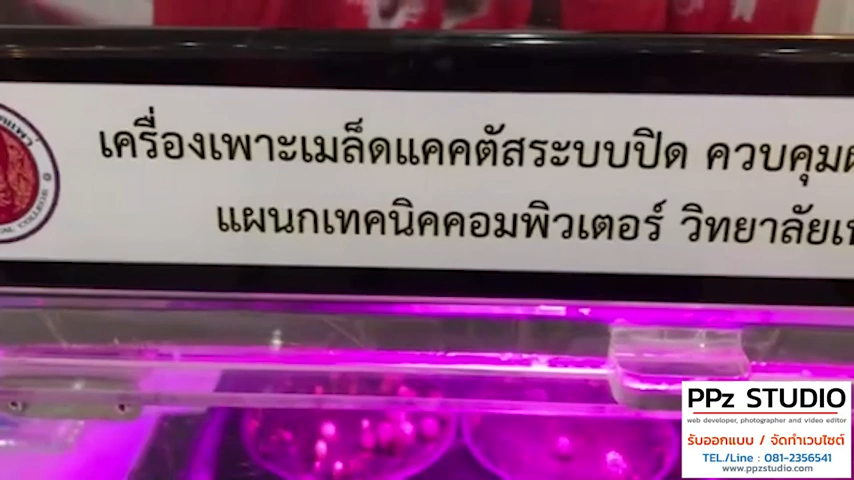 เครื่องเพาะเมล็ดแคคตัสระบบปิด ควบคุม
แผนกเทคนิคคอมพิวเตอร์ วิทยาลัย
PPz STUDIO
web developer, photographer and video editor
รับออกแบบ / จัดทำเวบไซต์
TEL./Line : 081-2356541
www.ppzstudio.com